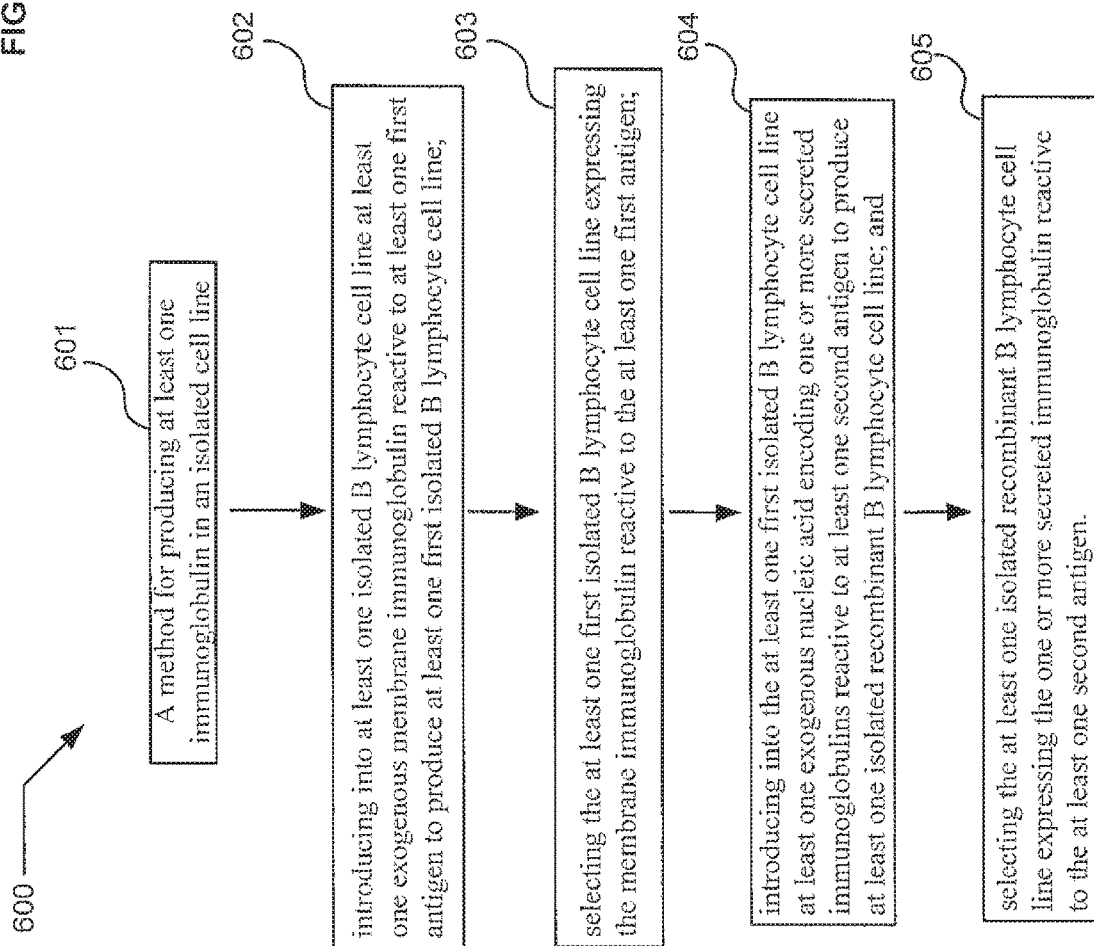 FIG
600
601
A method for producing at least one
immunoglobulin in an isolated cell line
602
introducing into at least one isolated B lymphocyte cell line at least
one exogenous membrane immunoglobulin reactive to at least one first
antigen to produce at least one first isolated B lymphocyte cell line;
603
selecting the at least one first isolated B lymphocyte cell line expressing
the membrane immunoglobulin reactive to the at least one first antigen;
604
introducing into the at least one first isolated B lymphocyte cell line
at least one exogenous nucleic acid encoding one or more secreted
immunoglobulins reactive to at least one second antigen to produce
at least one isolated recombinant B lymphocyte cell line; and
605
selecting the at least one isolated recombinant B lymphocyte cell
line expressing the one or more secreted immunoglobulin reactive
to the at least one second antigen.